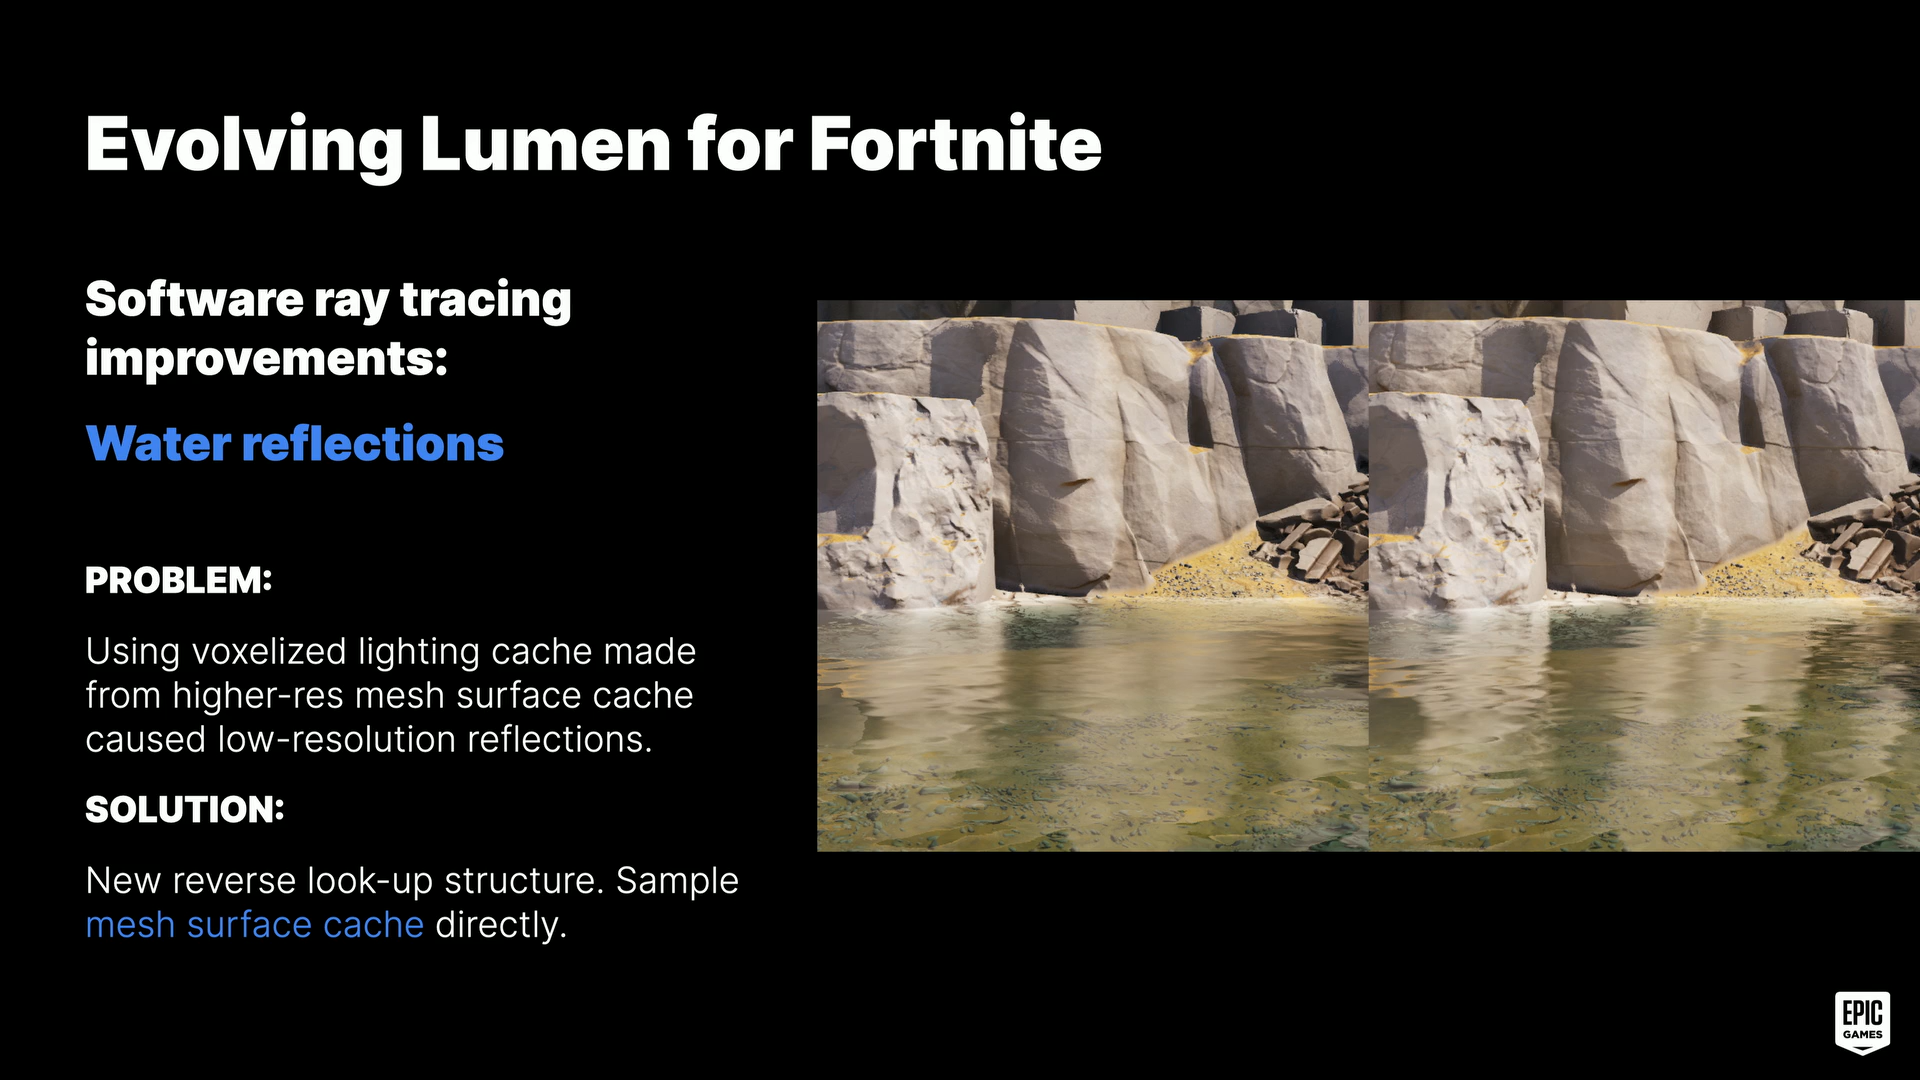 Evolving Lumen for Fortnite
Software ray tracing
improvements:
Water reflections
PROBLEM:
Using voxelized lighting cache made
from higher-res mesh surface cache
caused low-resolution reflections.
SOLUTION:
New reverse look-up structure. Sample
mesh surface cache directly.
EPIC
GAMES